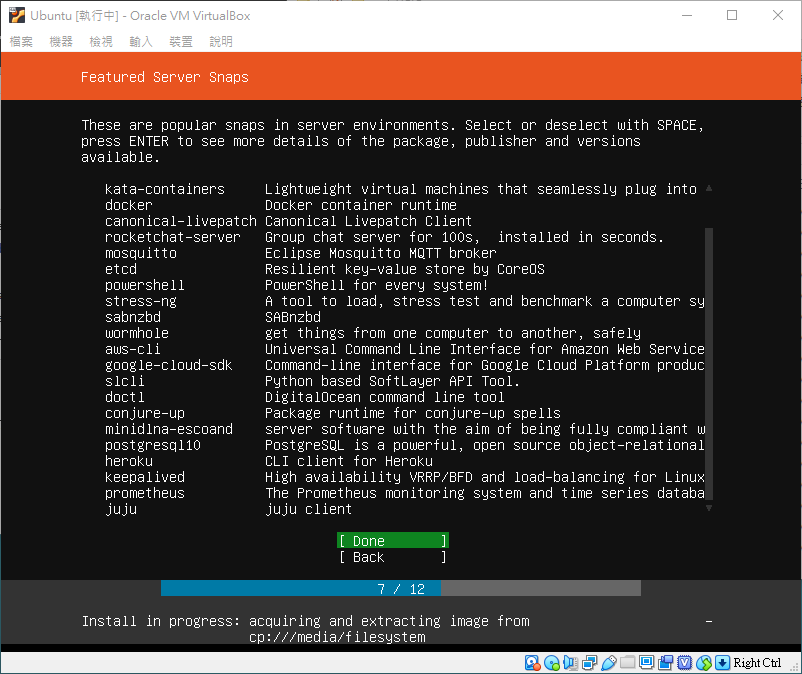 Ubuntu [執行中] - Oracle VM VirtualBox
檔案 機器 檢視 輸入 裝置 說明
Featured Server Snaps
These are popular snaps in server environments. Select or deselect with SPACE,
press ENTER to see more details of the package, publisher and versions
available.
kata-containers Lightweight virtual machines that seamlessly plug into
docker Docker container runtime
canonical-livepatch Canonical Livepatch Client
rocketchat-server Group chat server for 100s, installed in seconds.
mosquitto Eclipse Mosquitto MQTT broker
etcd Resilient key-value store by CoreOS
powershell PowerShell for every system!
stress-ng A tool to load, stress test and benchmark a computer sy
sabnzbd SABnzbd
wormhole get things from one computer to another, safely
aws-cli Universal Command Line Interface for Amazon Web Service
google-cloud-sdk Command-line interface for Google Cloud Platform produc
slcli Python based SoftLayer API Tool.
doctl DigitalOcean command line tool
conjure-up Package runtime for conjure-up spells
minidlna-escoand server software with the aim of being fully compliant w
postgresql10 PostgreSQL is a powerful, open source object-relational
heroku CLI client for Heroku
keepalived High availability VRRP/BFD and load-balancing for Linux
prometheus The Prometheus monitoring system and time series databa
juju juju client
[ Done ]
[ Back ]
7 / 12
Install in progress: acquiring and extracting image from -
cp:///media/filesystem
Right Ctrl